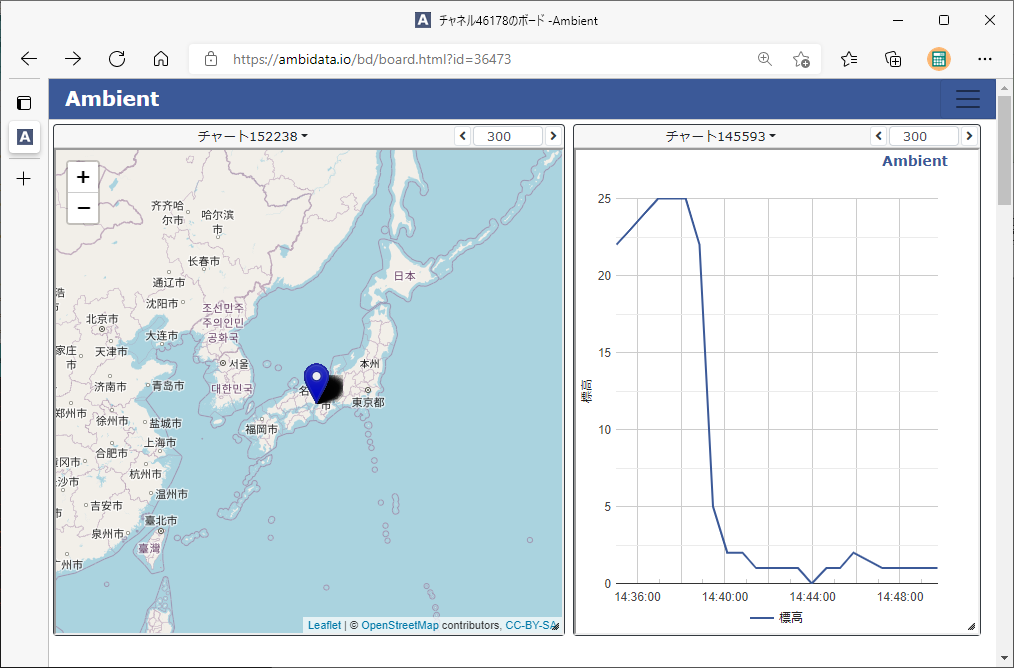 チャネル46178のボード -Ambient
https://ambidata.io/bd/board.html?id=36473
Ambient
チャート152238
300
チャート145593
300
+
−
齐齐哈
尔市
哈尔滨
市
长春市
通辽市
沈阳市
浩
北京市
日本
조선민주
주의인민
공화국
大连市
家庄
市
天津市
서울
本州
济南市
青岛市
대한민국
名
市
東京都
郑州市
徐州市
盐城市
福岡市
上海市
合肥市
冈市
杭州市
沙市
温州市
吉安市
臺北市
泉州市
臺灣
广州市
Leaflet | © OpenStreetMap contributors, CC-BY-SA
Ambient
25
20
15
10
5
0
標高
14:36:00
14:40:00
14:44:00
14:48:00
標高